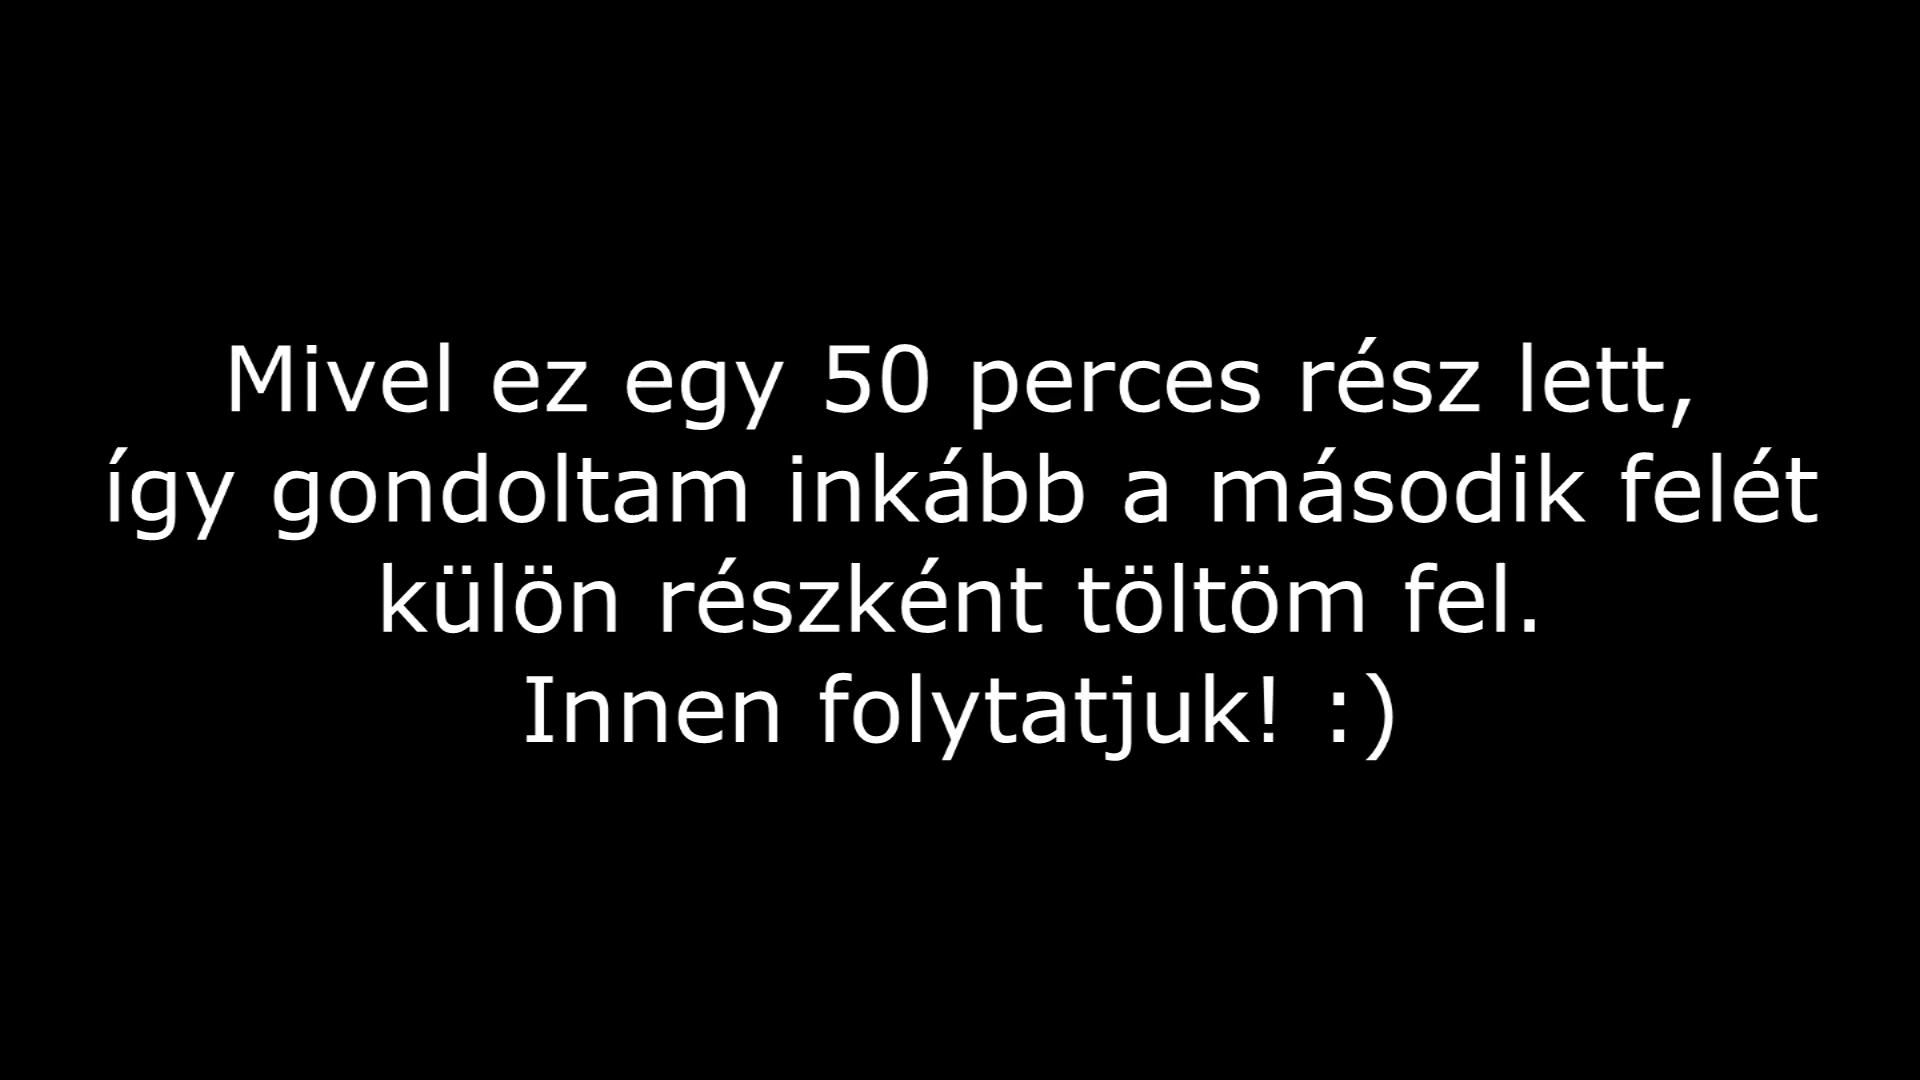 Mivel ez egy 50 perces rész lett,
így gondoltam inkább a második felét
külön részként töltöm fel.
Innen folytatjuk! :)